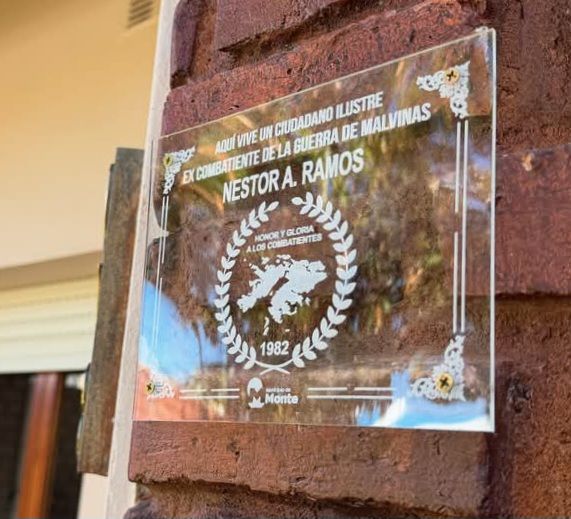 AQUÍ VIVE UN CIUDADANO ILUSTRE
EX COMBATIENTE DE LA GUERRA DE MALVINAS
NESTOR A. RAMOS
HONOR Y GLORIA
A LOS COMBATIENTES
1982
Monte